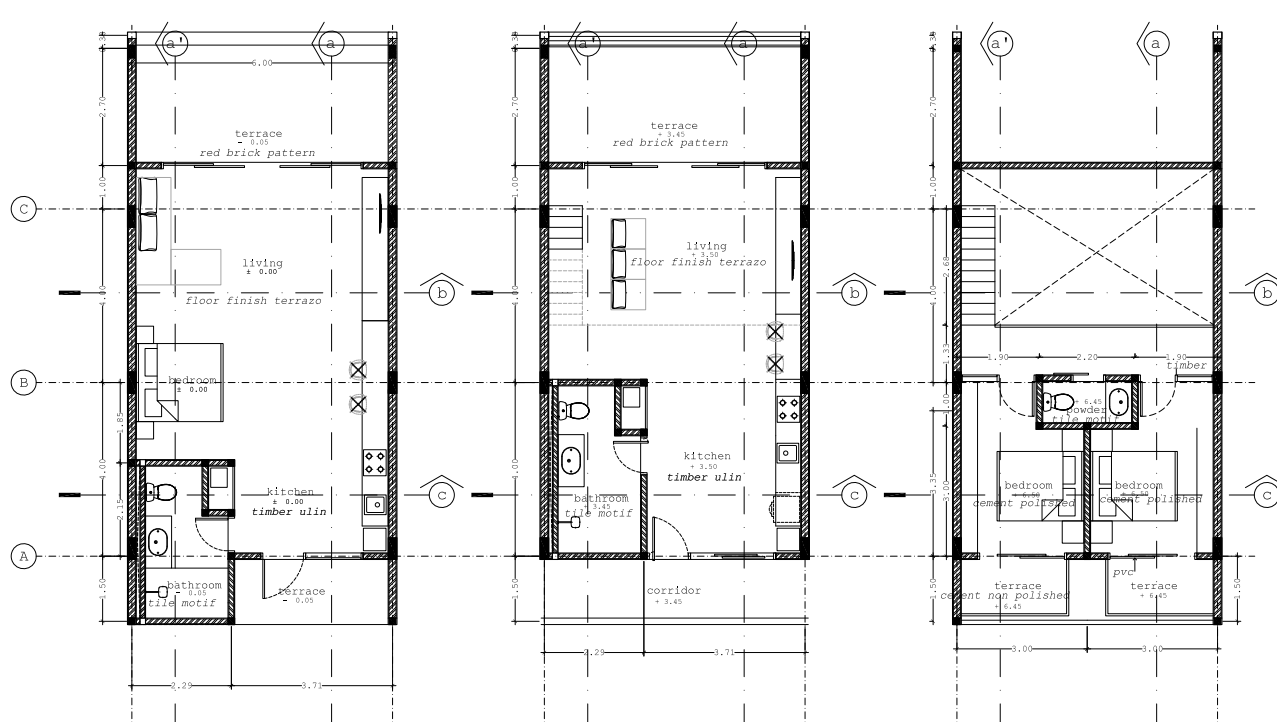 a'
a
.30
6.00
2.70
terrace
- 0.05
red brick pattern
1.00
C
living
± 0.00
floor finish terrazo
4.00
b
B
bedroom
± 0.00
1.85
4.00
kitchen
± 0.00
timber ulin
c
2.15
A
bathroom
- 0.05
tile motif
terrace
- 0.05
1.50
2.29
3.71
a'
a
.30
2.70
terrace
+ 3.45
red brick pattern
1.00
living
+ 3.50
floor finish terrazo
4.00
b
4.00
kitchen
+ 3.50
timber ulin
bathroom
+ 3.45
tile motif
c
1.50
corridor
+ 3.45
2.29
3.71
a'
a
.30
2.70
1.00
2.68
4.00
b
1.33
1.90
2.20
1.90
timber
1.00
1.00
+ 6.45
powder
tile motif
3.35
3.00
bedroom
+ 6.50
cement polished
bedroom
+ 6.50
cement polished
c
pvc
terrace
cement non polished
+ 6.45
terrace
+ 6.45
1.50
1.50
3.00
3.00